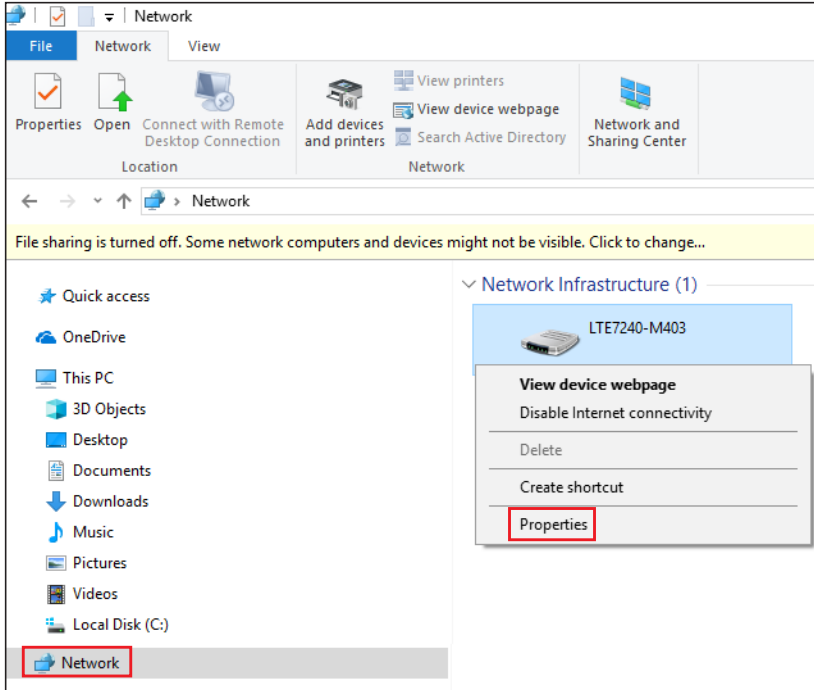 Network
File Network View
Properties Open Connect with Remote Desktop Connection
Add devices and printers
View printers
View device webpage
Search Active Directory
Network and Sharing Center
Location Network
Network
File sharing is turned off. Some network computers and devices might not be visible. Click to change...
Quick access
OneDrive
This PC
3D Objects
Desktop
Documents
Downloads
Music
Pictures
Videos
Local Disk (C:)
Network
Network Infrastructure (1)
LTE7240-M403
View device webpage
Disable Internet connectivity
Delete
Create shortcut
Properties